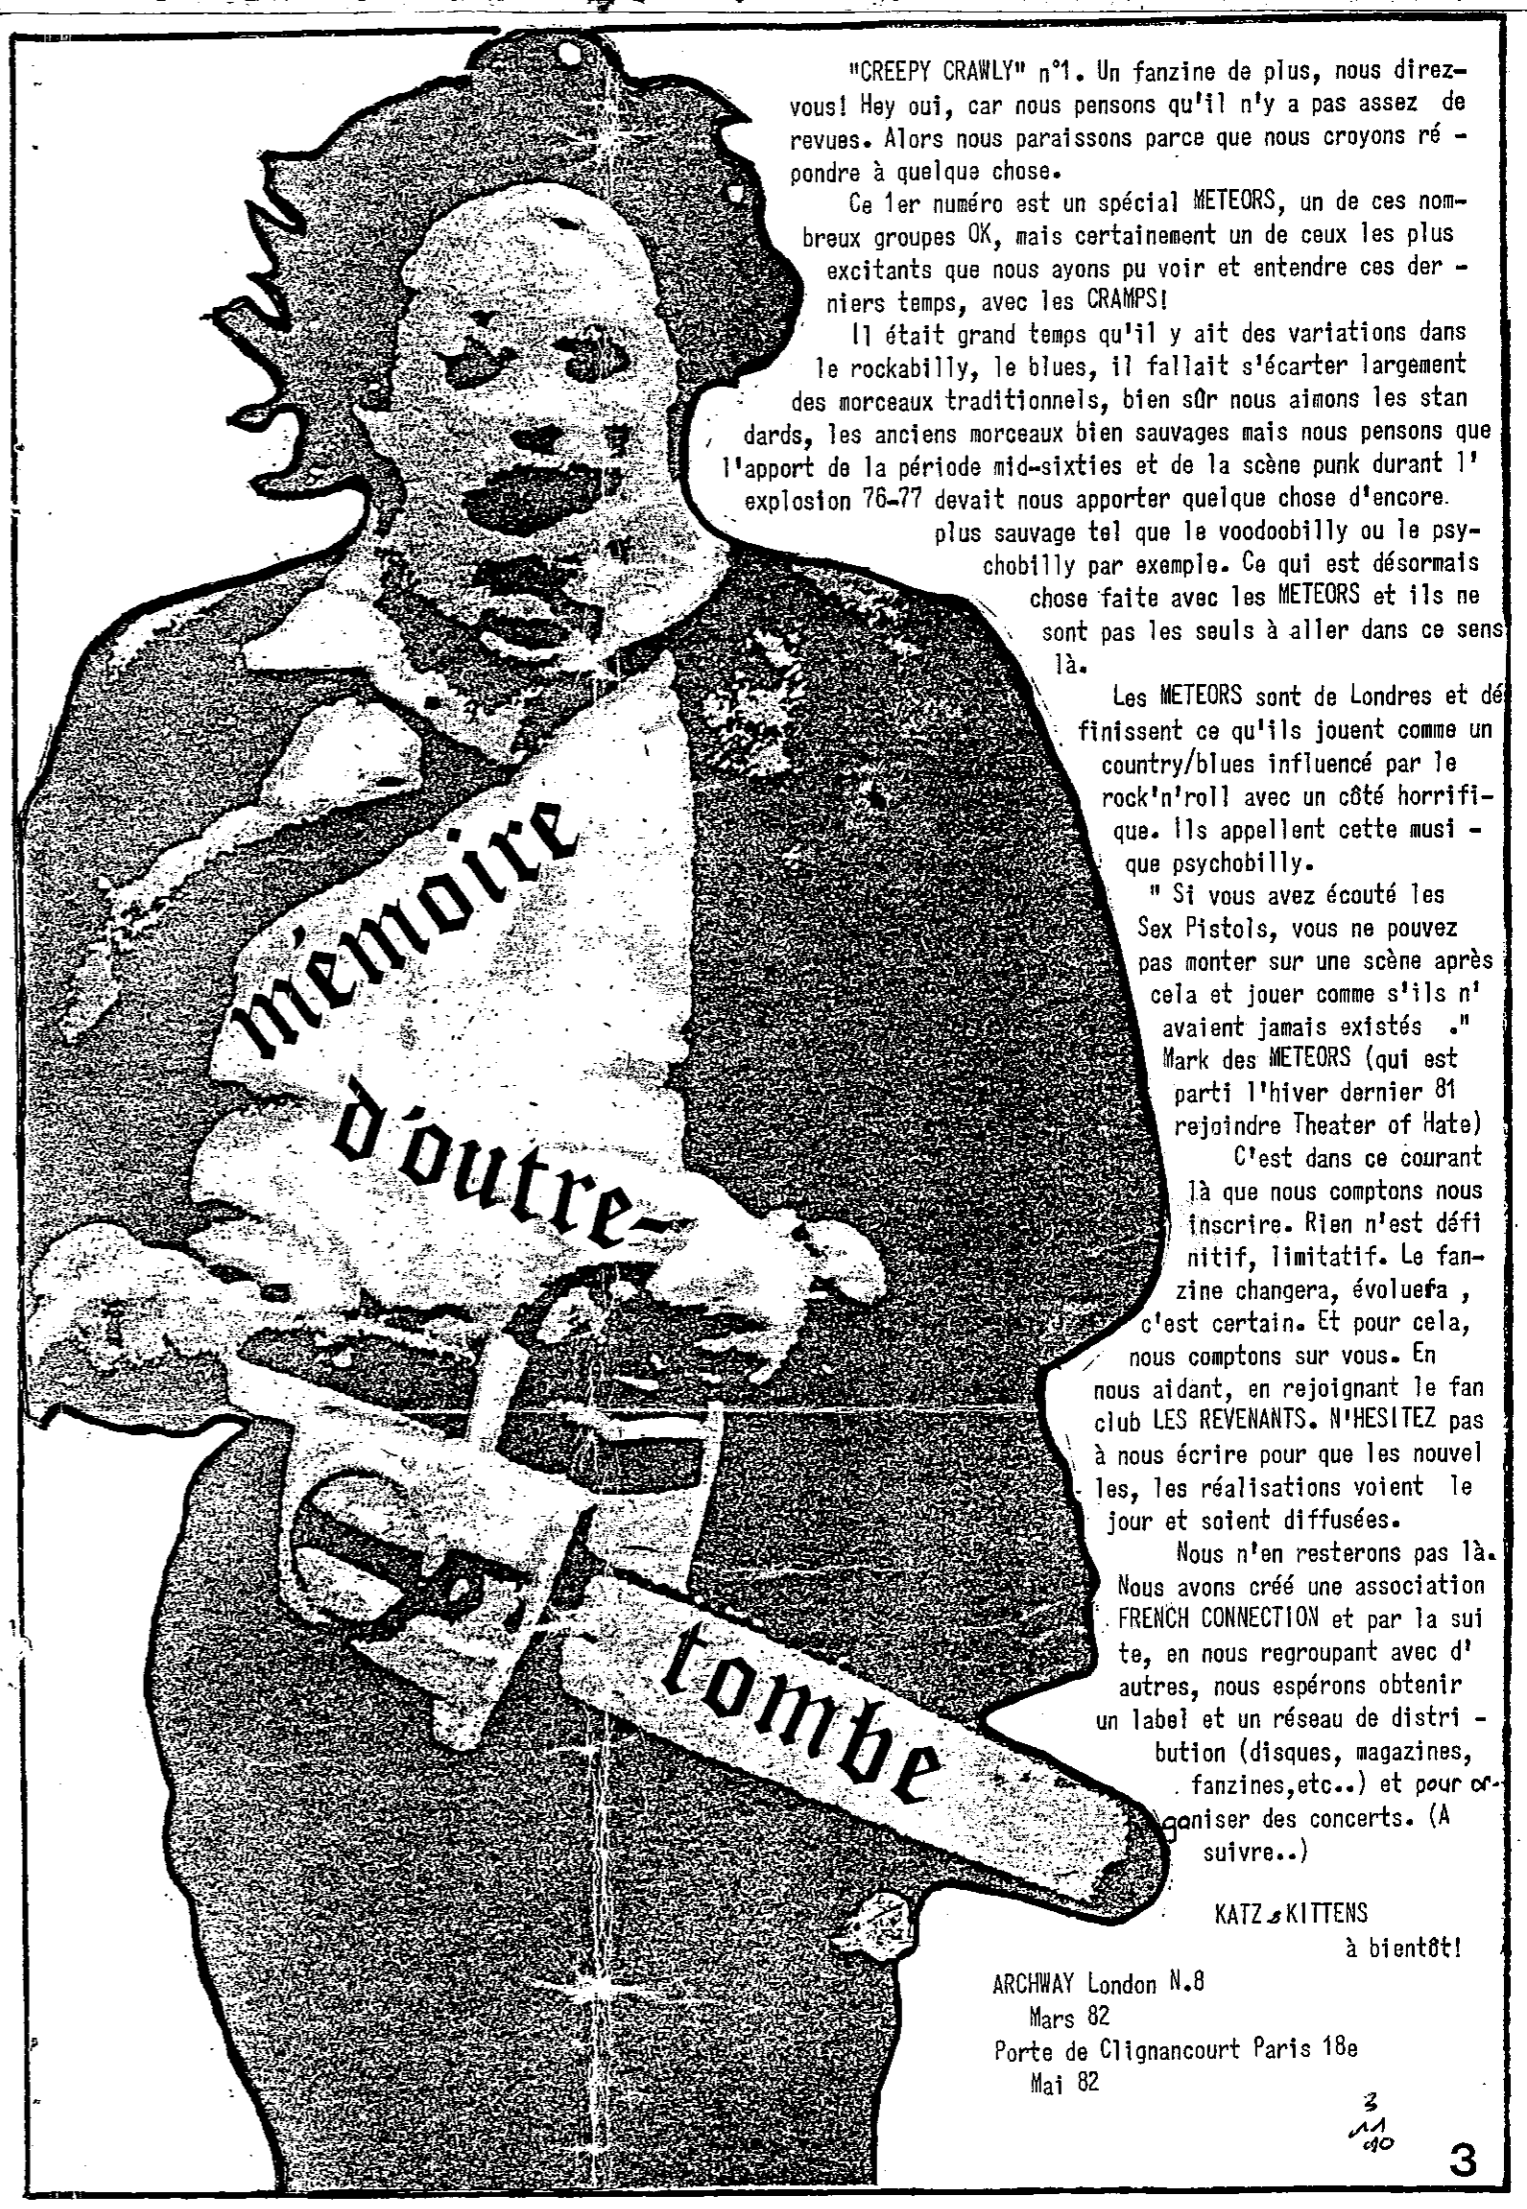 "CREEPY CRAWLY" n°1. Un fanzine de plus, nous direz-
vous! Hey oui, car nous pensons qu'il n'y a pas assez de
revues. Alors nous paraissons parce que nous croyons ré -
pondre à quelque chose.
Ce 1er numéro est un spécial METEORS, un de ces nom-
breux groupes OK, mais certainement un de ceux les plus
excitants que nous ayons pu voir et entendre ces der -
niers temps, avec les CRAMPS!
Il était grand temps qu'il y ait des variations dans
le rockabilly, le blues, il fallait s'écarter largement
des morceaux traditionnels, bien sûr nous aimons les stan
dards, les anciens morceaux bien sauvages mais nous pensons que
l'apport de la période mid-sixties et de la scène punk durant l'
explosion 76-77 devait nous apporter quelque chose d'encore.
plus sauvage tel que le voodoobilly ou le psy-
chobilly par exemple. Ce qui est désormais
chose faite avec les METEORS et ils ne
sont pas les seuls à aller dans ce sens
là.
Les METEORS sont de Londres et dé
finissent ce qu'ils jouent comme un
country/blues influencé par le
rock'n'roll avec un côté horrifi-
que. Ils appellent cette musi -
que psychobilly.
" Si vous avez écouté les
Sex Pistols, vous ne pouvez
pas monter sur une scène après
cela et jouer comme s'ils n'
avaient jamais existés ."
Mark des METEORS (qui est
parti l'hiver dernier 81
rejoindre Theater of Hate)
C'est dans ce courant
là que nous comptons nous
inscrire. Rien n'est défi
nitif, limitatif. Le fan-
zine changera, évoluefa ,
c'est certain. Et pour cela,
nous comptons sur vous. En
nous aidant, en rejoignant le fan
club LES REVENANTS. N'HESITEZ pas
à nous écrire pour que les nouvel
les, les réalisations voient le
jour et soient diffusées.
Nous n'en resterons pas là.
Nous avons créé une association
FRENCH CONNECTION et par la sui
te, en nous regroupant avec d'
autres, nous espérons obtenir
un label et un réseau de distri -
bution (disques, magazines,
fanzines,etc..) et pour or-
ganiser des concerts. (A
suivre..)
KATZ & KITTENS
à bientôt!
ARCHWAY London N.8
Mars 82
Porte de Clignancourt Paris 18e
Mai 82
mémoire
d'outre-
tombe
3
11
3